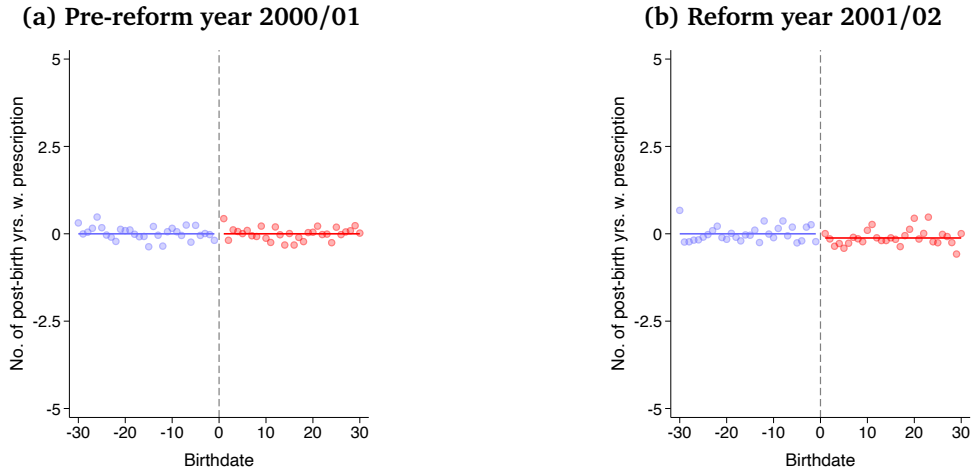 (a) Pre-reform year 2000/01
No. of post-birth yrs. w. prescription
5
2.5
0
-2.5
-5
-30 -20 -10 0 10 20 30
Birthdate
(b) Reform year 2001/02
No. of post-birth yrs. w. prescription
5
2.5
0
-2.5
-5
-30 -20 -10 0 10 20 30
Birthdate